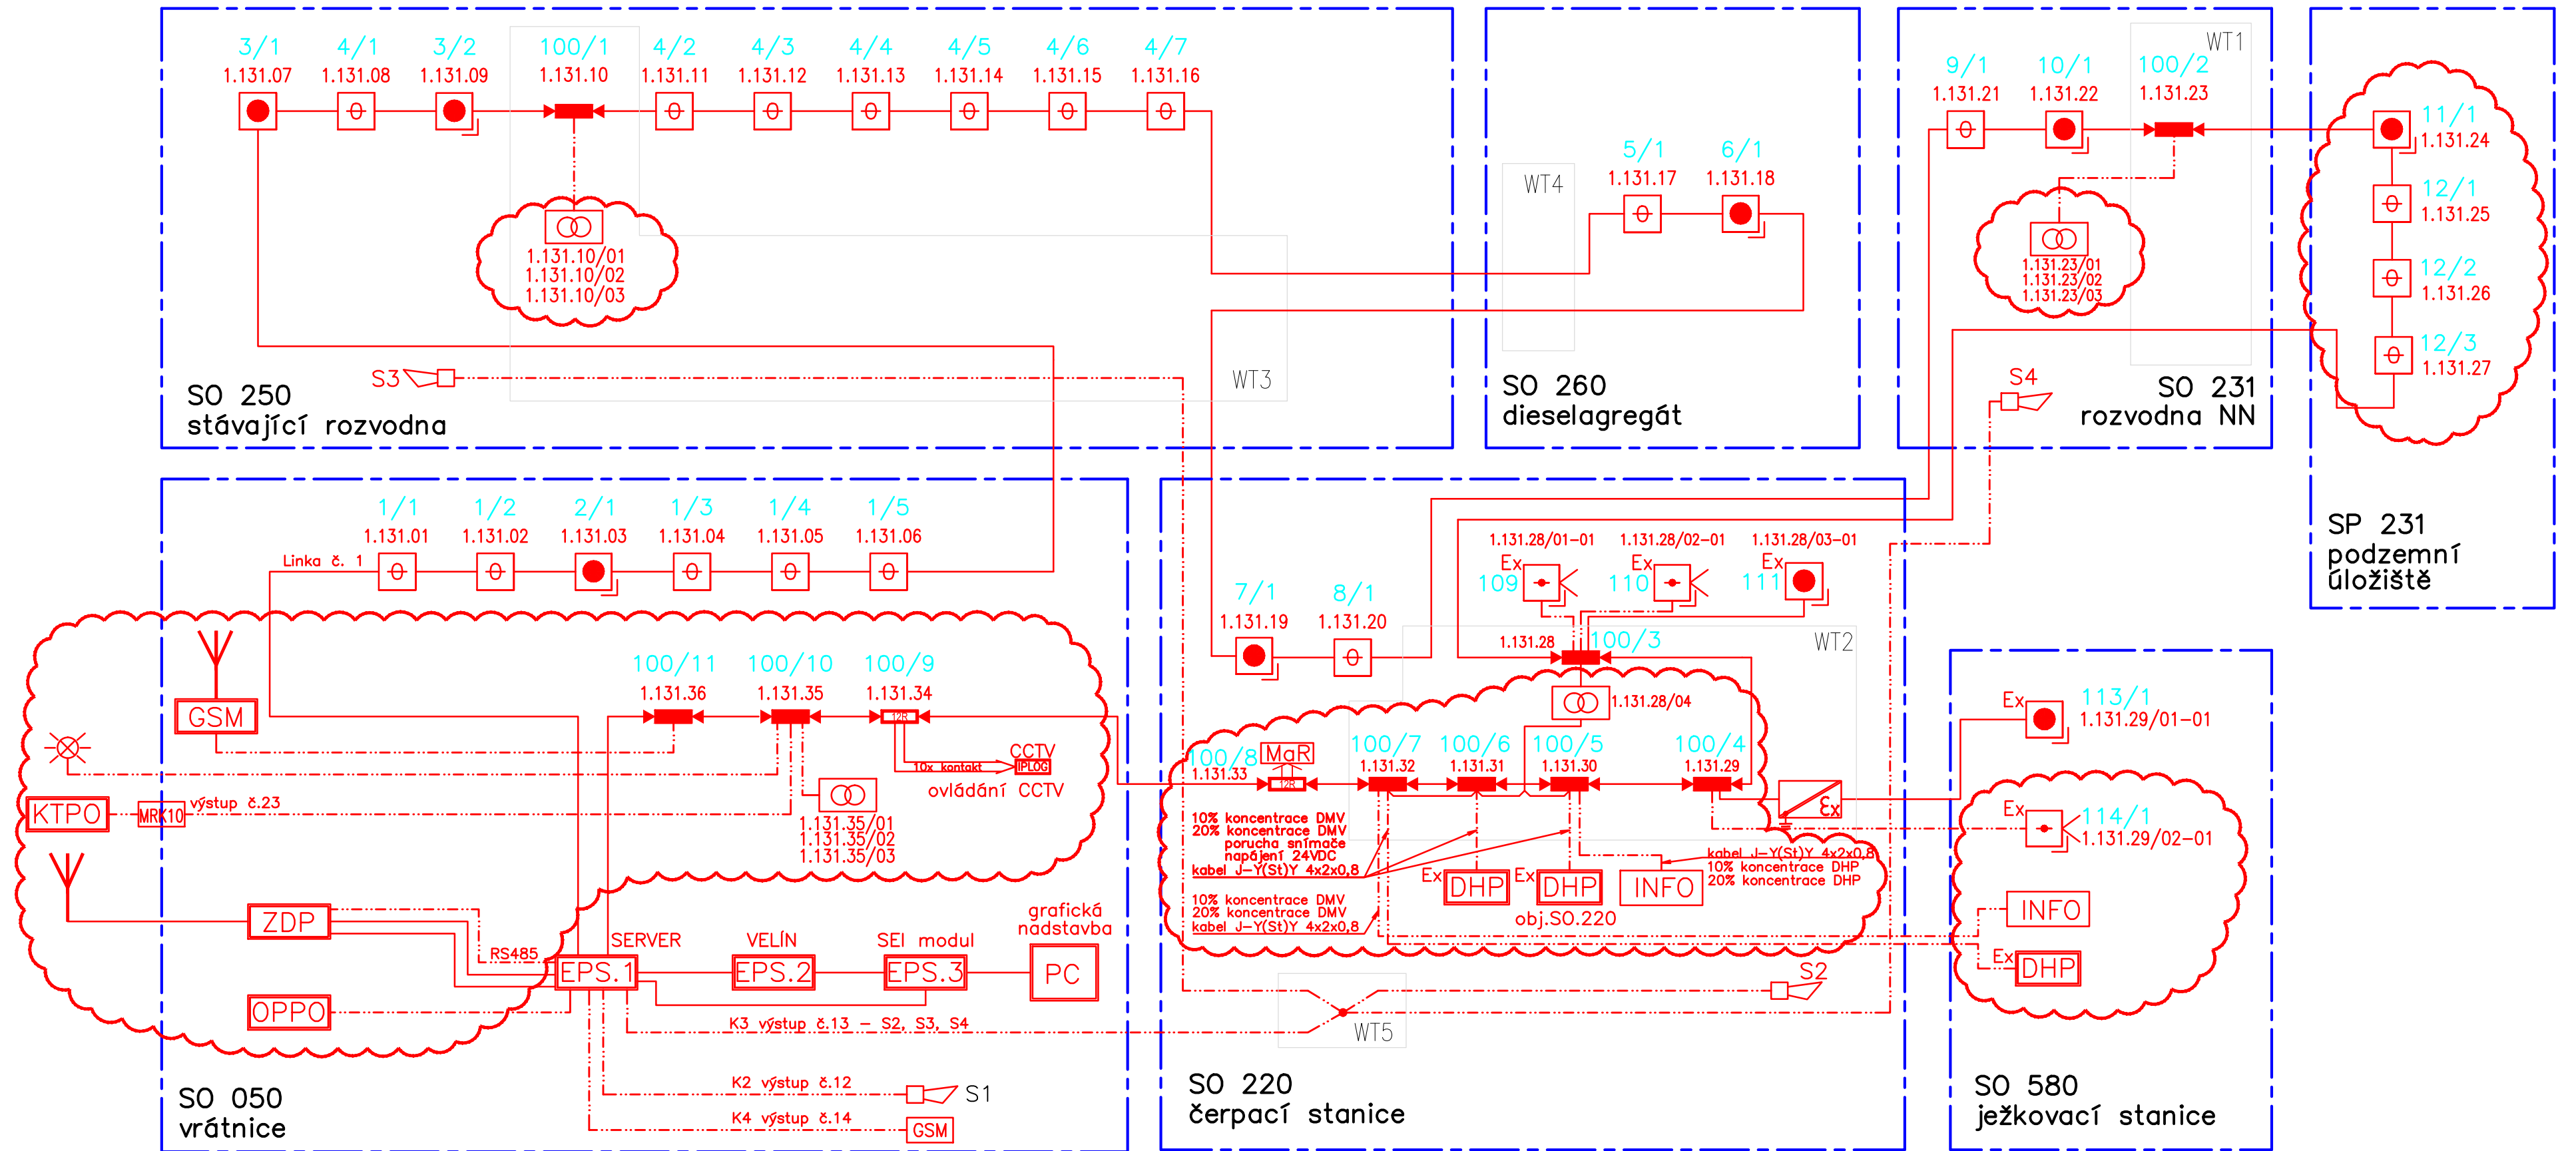 3/1
4/1
3/2
100/1
4/2
4/3
4/4
4/5
4/6
4/7
1.131.07
1.131.08
1.131.09
1.131.10
1.131.11
1.131.12
1.131.13
1.131.14
1.131.15
1.131.16
1.131.10/01
1.131.10/02
1.131.10/03
S3
WT3
SO 250
stávající rozvodna
WT4
5/1
6/1
1.131.17
1.131.18
SO 260
dieselagregát
WT1
9/1
10/1
100/2
1.131.21
1.131.22
1.131.23
1.131.23/01
1.131.23/02
1.131.23/03
S4
SO 231
rozvodna NN
11/1
1.131.24
12/1
1.131.25
12/2
1.131.26
12/3
1.131.27
SP 231
podzemní
úložiště
1/1
1/2
2/1
1/3
1/4
1/5
1.131.01
1.131.02
1.131.03
1.131.04
1.131.05
1.131.06
Linka č. 1
100/11
100/10
100/9
1.131.36
1.131.35
1.131.34
GSM
12R
CCTV
10x kontakt
IPLOG
ovládání CCTV
KTPO
MRK10
výstup č.23
1.131.35/01
1.131.35/02
1.131.35/03
ZDP
RS485
SERVER
VELÍN
SEI modul
grafická
nadstavba
EPS.1
EPS.2
EPS.3
PC
OPPO
K3 výstup č.13 – S2, S3, S4
K2 výstup č.12
S1
K4 výstup č.14
GSM
SO 050
vrátnice
1.131.28/01-01
1.131.28/02-01
1.131.28/03-01
Ex
Ex
Ex
109
110
111
7/1
8/1
1.131.19
1.131.20
1.131.28
100/3
WT2
1.131.28/04
100/8
MaR
100/7
100/6
100/5
100/4
1.131.33
1.131.32
1.131.31
1.131.30
1.131.29
12R
Ex
10% koncentrace DMV
20% koncentrace DMV
porucha snímače
napájení 24VDC
kabel J-Y(St)Y 4x2x0,8
kabel J-Y(St)Y 4x2x0,8
10% koncentrace DHP
20% koncentrace DHP
Ex
DHP
Ex
DHP
INFO
obj.SO.220
10% koncentrace DMV
20% koncentrace DMV
kabel J-Y(St)Y 4x2x0,8
S2
WT5
SO 220
čerpací stanice
Ex
113/1
1.131.29/01-01
Ex
114/1
1.131.29/02-01
INFO
Ex
DHP
SO 580
ježkovací stanice